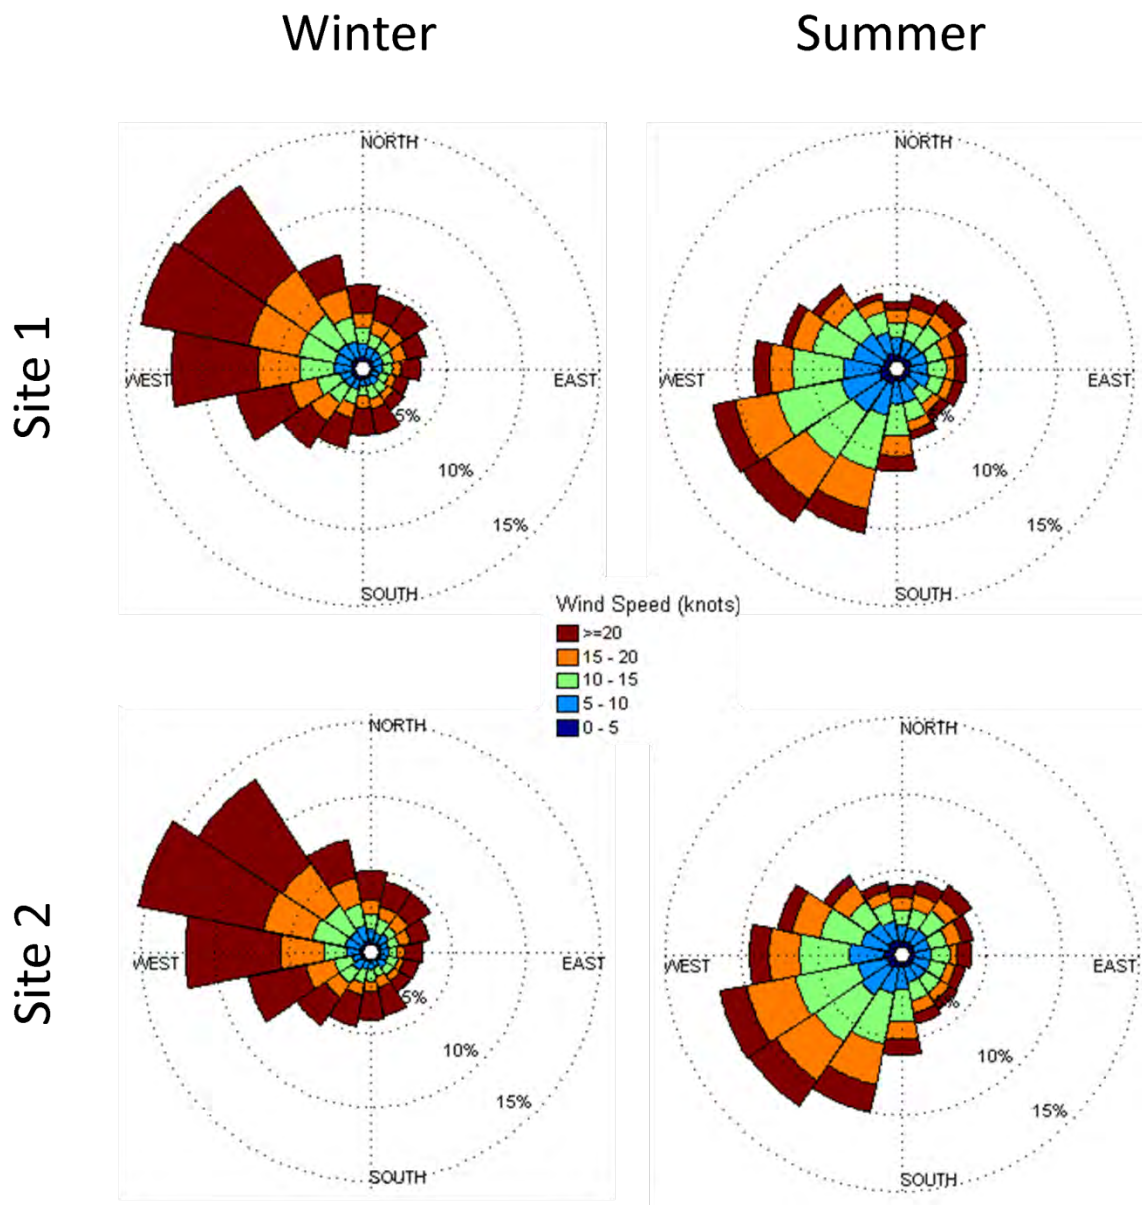 Winter
Summer
Site 1
NORTH
WEST
EAST
5%
10%
15%
SOUTH
NORTH
WEST
EAST
5%
10%
15%
SOUTH
Wind Speed (knots)
>=20
15 - 20
10 - 15
5 - 10
0 - 5
Site 2
NORTH
WEST
EAST
5%
10%
15%
SOUTH
NORTH
WEST
EAST
5%
10%
15%
SOUTH